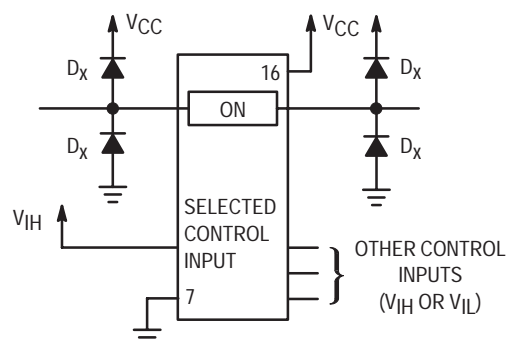 VCC
VCC
DX
16
DX
ON
DX
DX
VIH
SELECTED
CONTROL
INPUT
OTHER CONTROL
INPUTS
(VIH OR VIL)
7